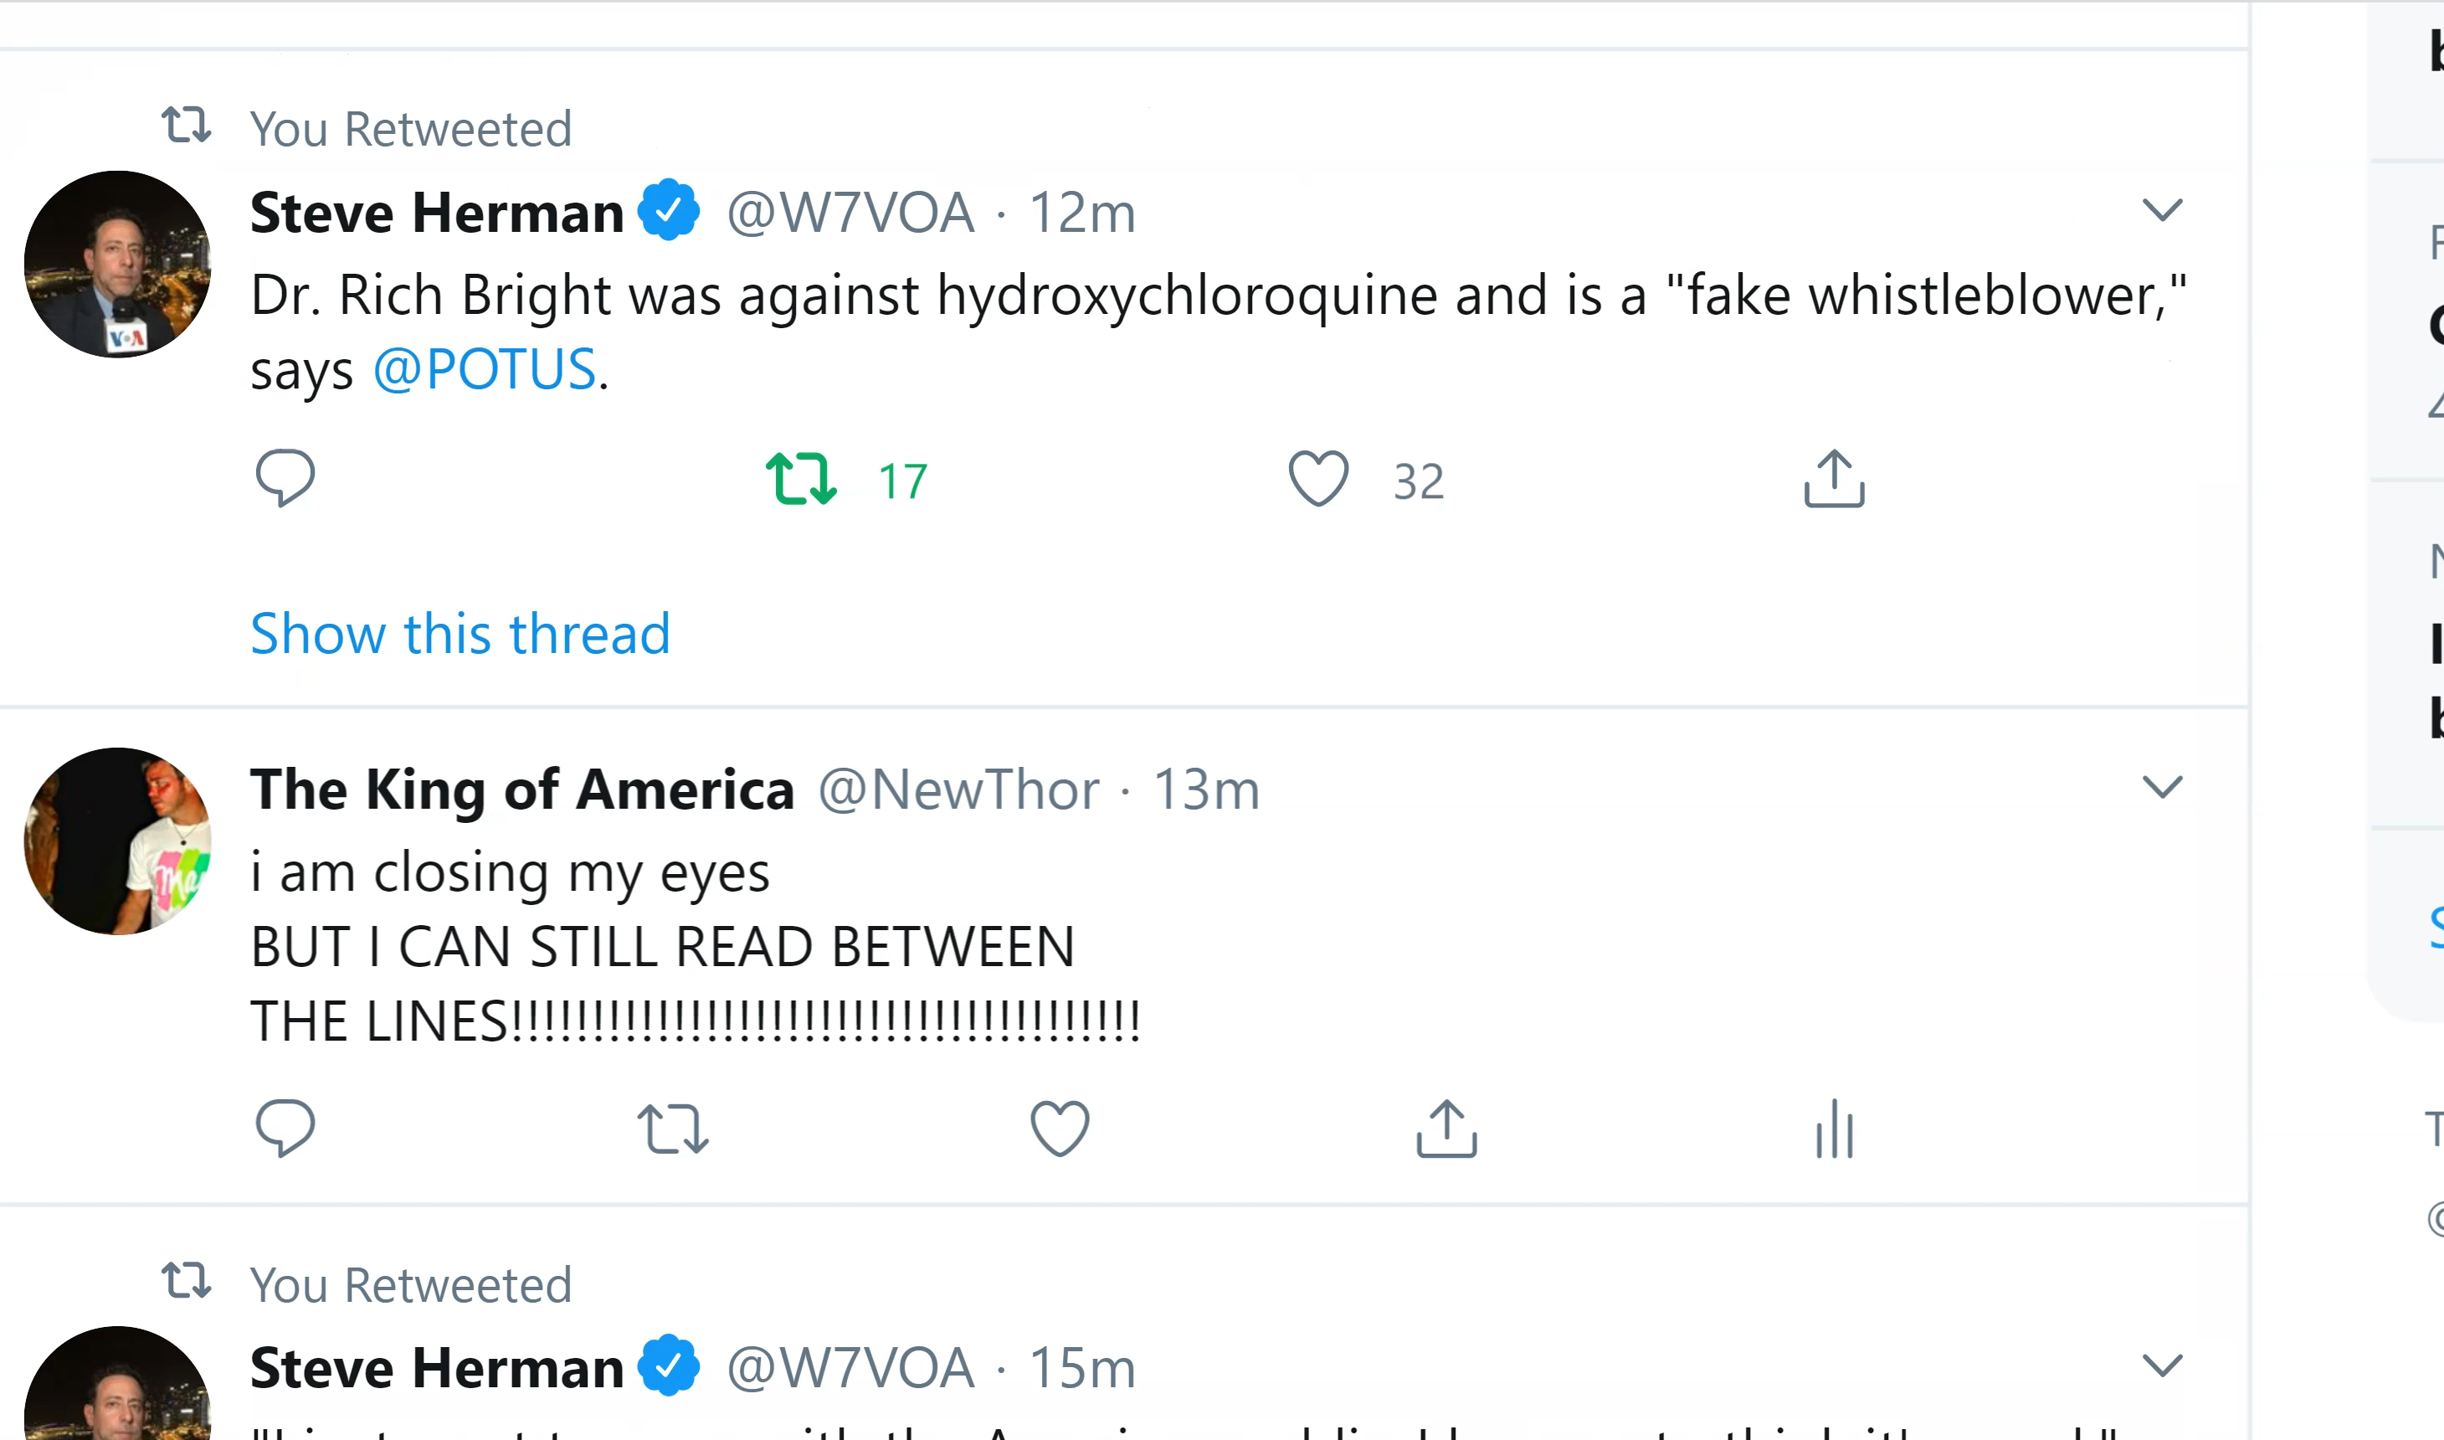 You Retweeted
Steve Herman @W7VOA · 12m
Dr. Rich Bright was against hydroxychloroquine and is a "fake whistleblower,"
says @POTUS.
17 32
Show this thread
The King of America @NewThor · 13m
i am closing my eyes
BUT I CAN STILL READ BETWEEN
THE LINES!!!!!!!!!!!!!!!!!!!!!!!!!!!!!!!!!!!!!!!
You Retweeted
Steve Herman @W7VOA · 15m